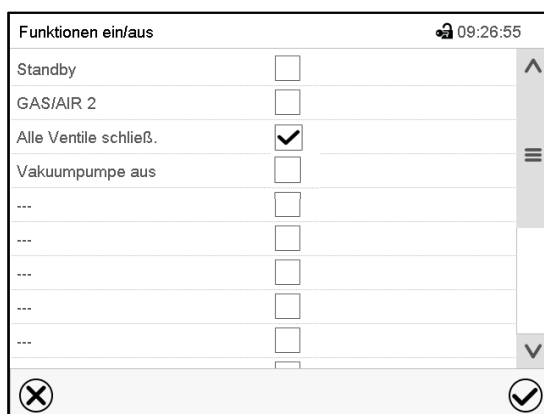 Funktionen ein/aus 09:26:55
Standby
GAS/AIR 2
Alle Ventile schließ.
Vakuumpumpe aus
---
---
---
---
---